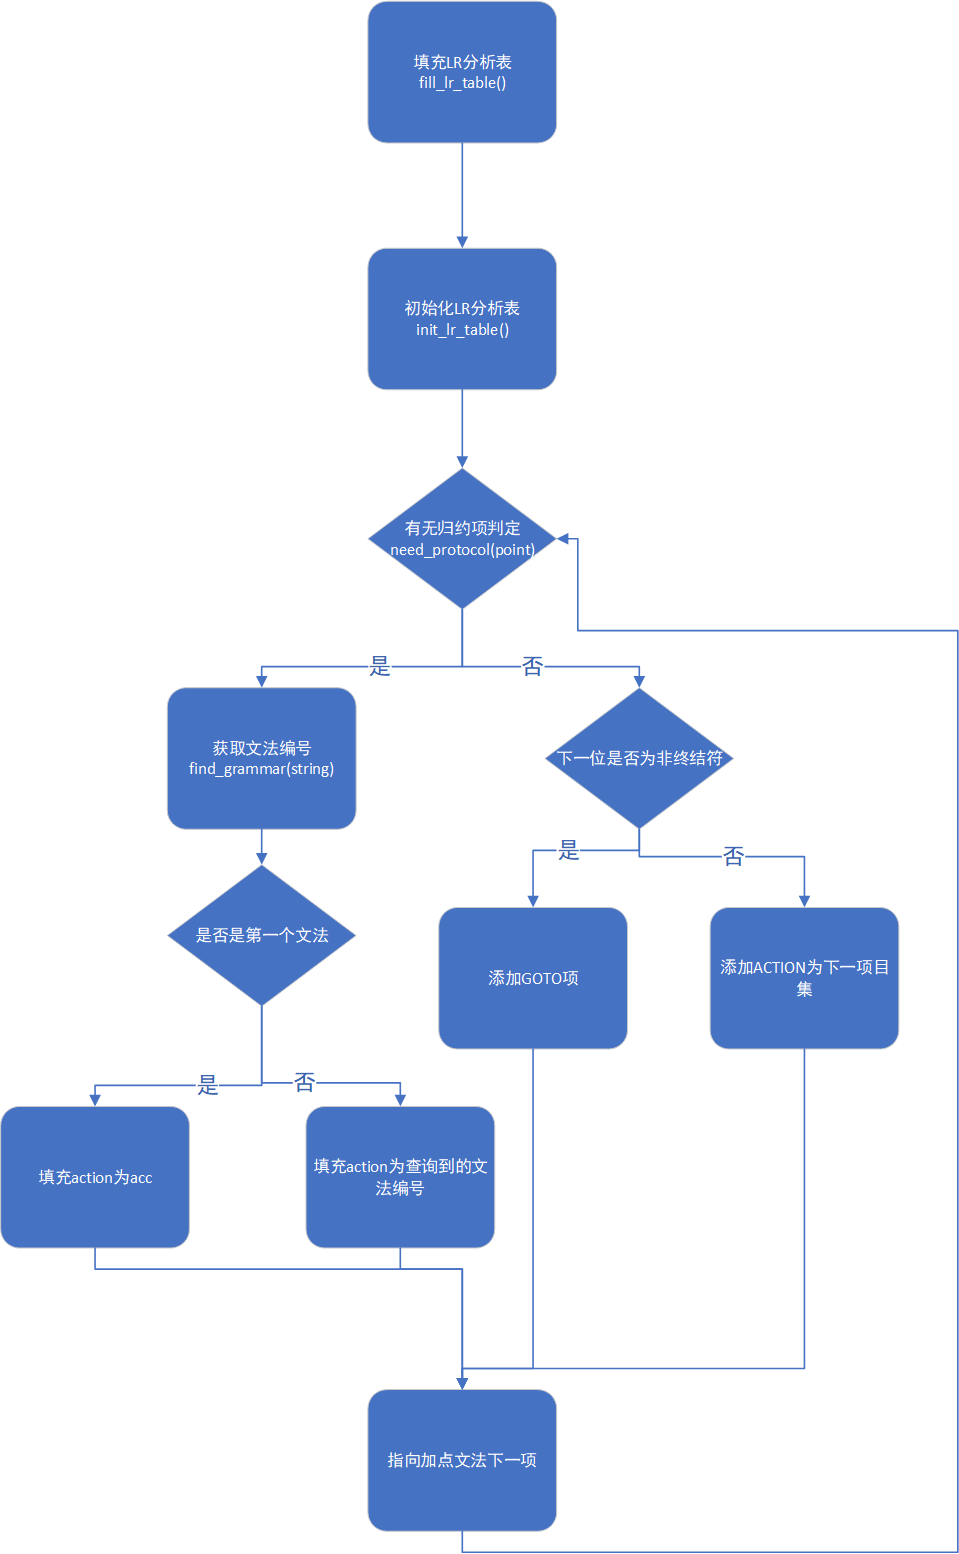 填充LR分析表
fill_lr_table()
初始化LR分析表
init_lr_table()
有无归约项判定
need_protocol(point)
是
否
获取文法编号
find_grammar(string)
下一位是否为非终结符
是
否
是否是第一个文法
添加GOTO项
添加ACTION为下一项目
集
是
否
填充action为acc
填充action为查询到的文
法编号
指向加点文法下一项